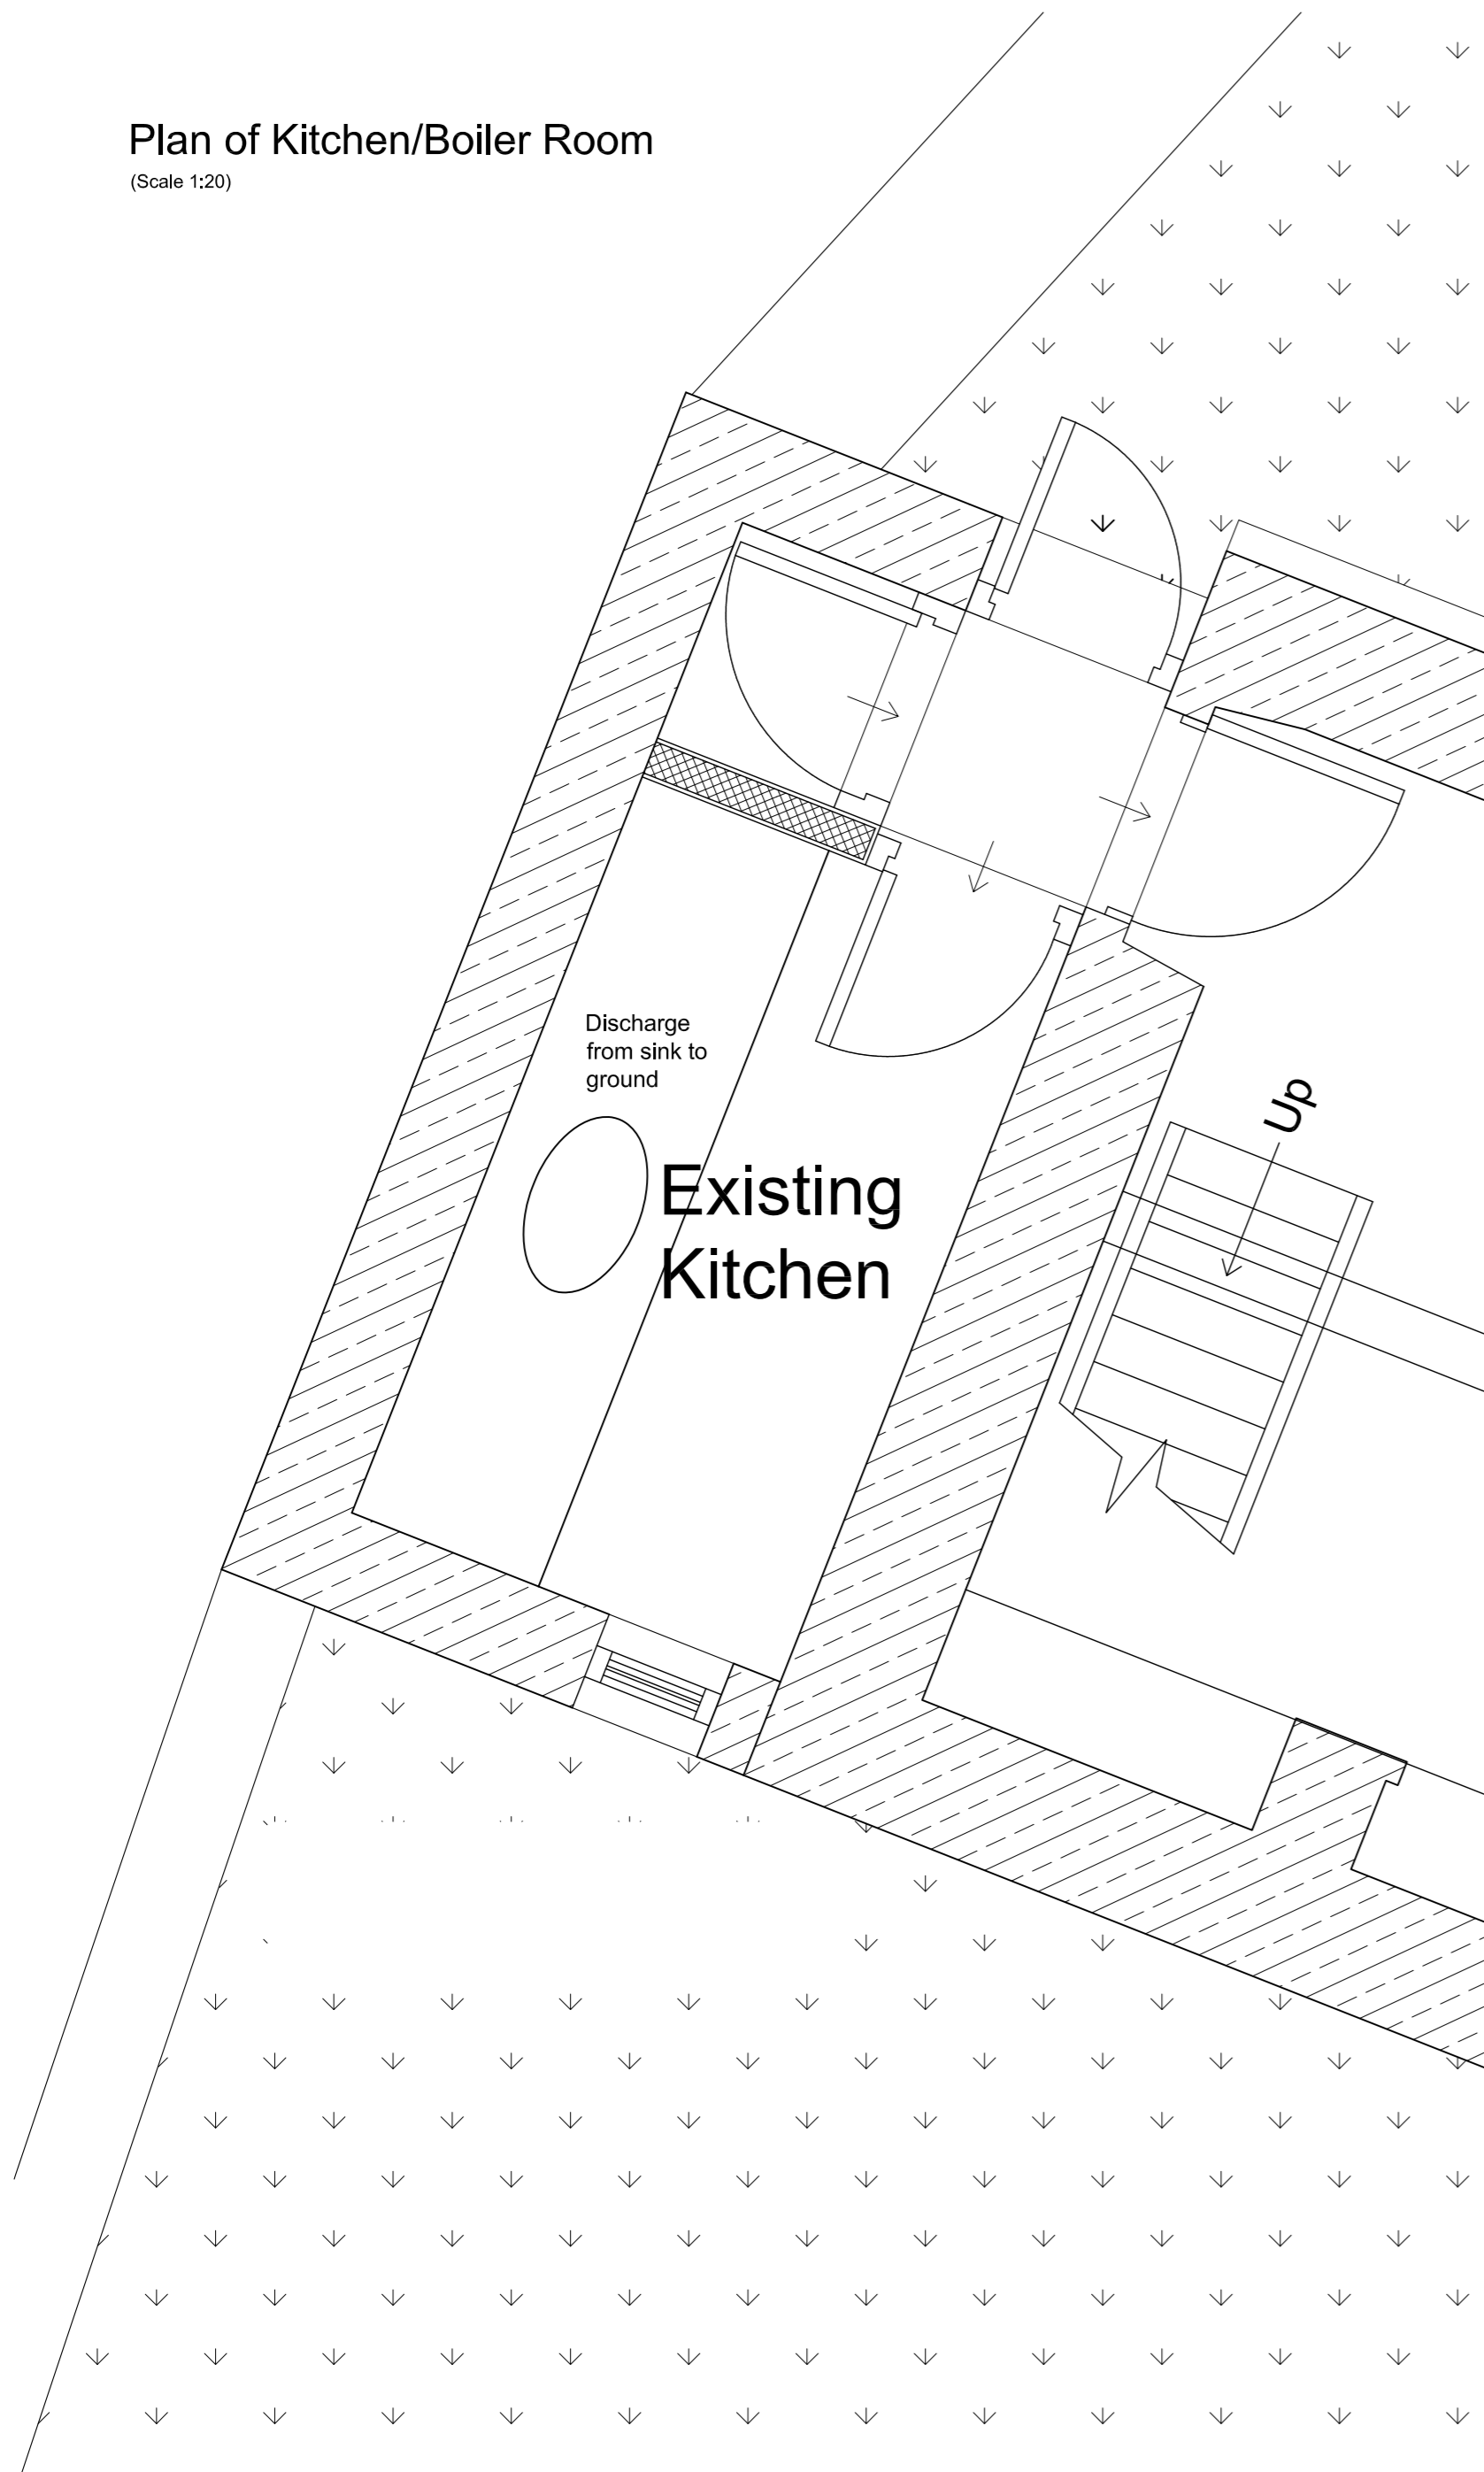 Plan of Kitchen/Boiler Room
(Scale 1:20)
Discharge
from sink to
ground
Up
Existing
Kitchen